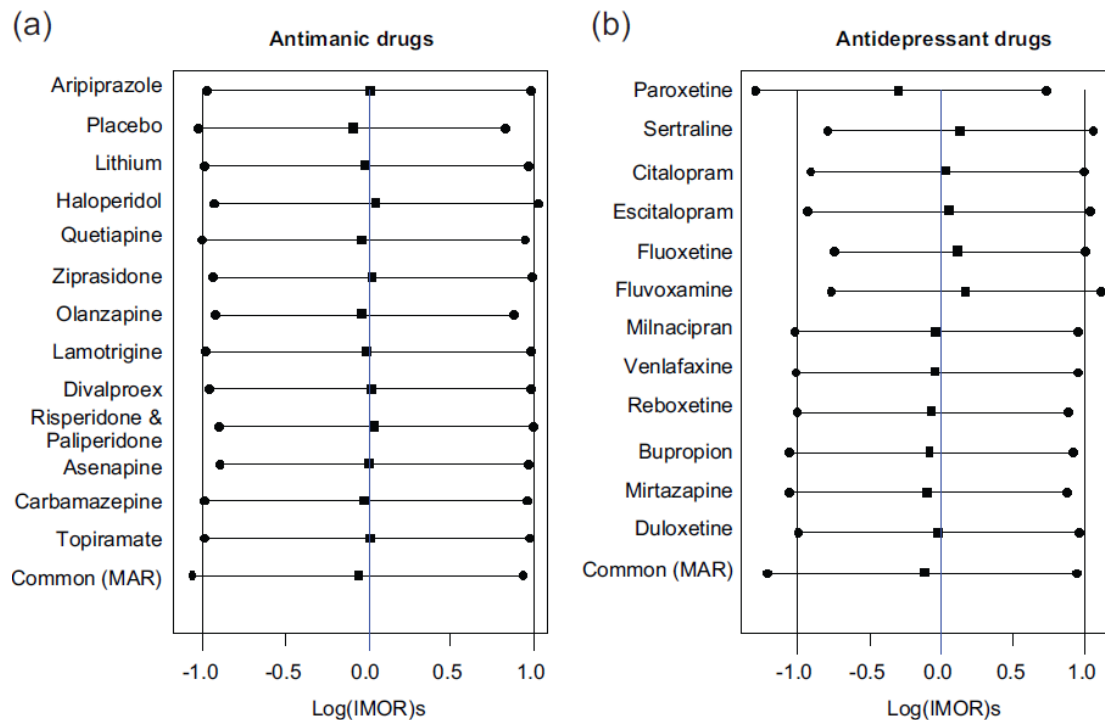 (a)
Antimanic drugs
Aripiprazole
Placebo
Lithium
Haloperidol
Quetiapine
Ziprasidone
Olanzapine
Lamotrigine
Divalproex
Risperidone &
Paliperidone
Asenapine
Carbamazepine
Topiramate
Common (MAR)
-1.0 -0.5 0.0 0.5 1.0
Log(IMOR)s
(b)
Antidepressant drugs
Paroxetine
Sertraline
Citalopram
Escitalopram
Fluoxetine
Fluvoxamine
Milnacipran
Venlafaxine
Reboxetine
Bupropion
Mirtazapine
Duloxetine
Common (MAR)
-1.0 -0.5 0.0 0.5 1.0
Log(IMOR)s